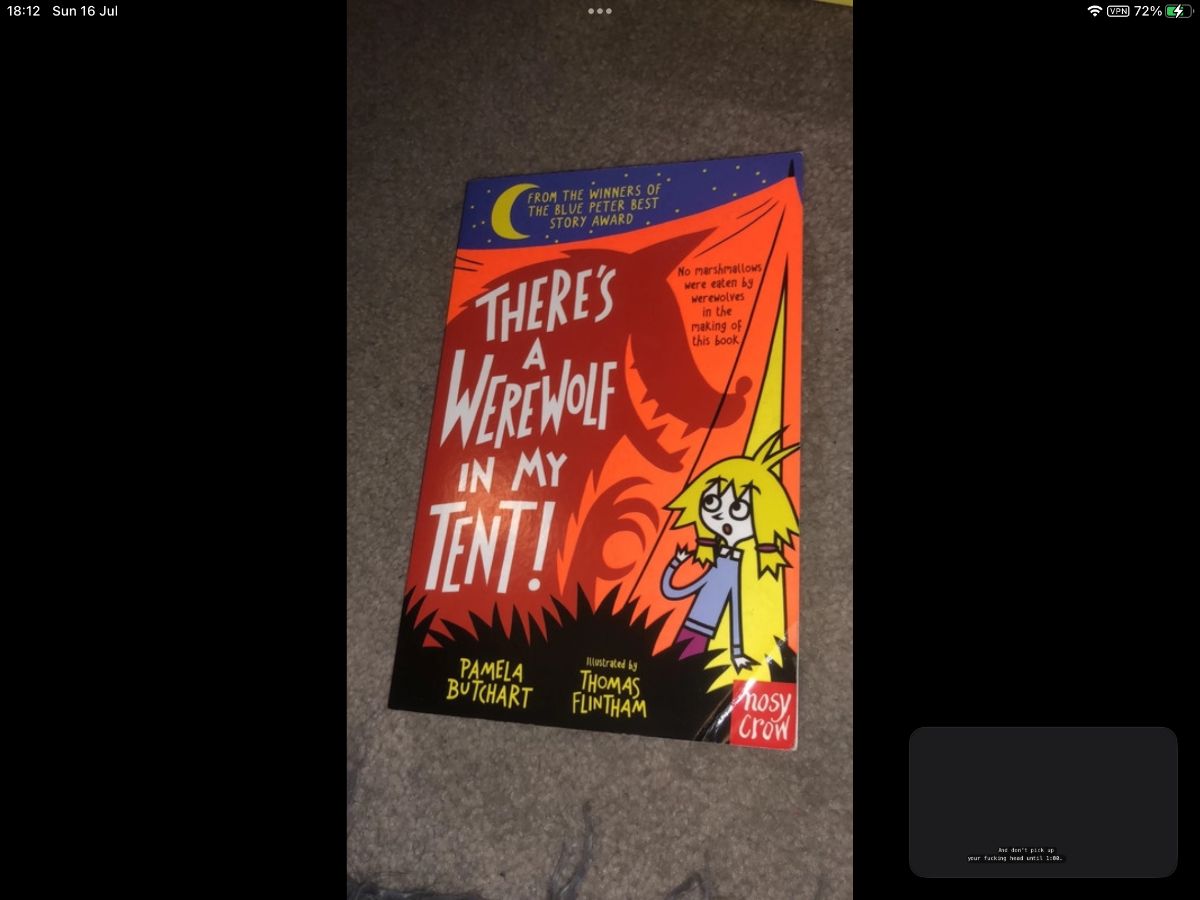 18:12 Sun 16 Jul
VPN 72%
FROM THE WINNERS OF
THE BLUE PETER BEST
STORY AWARD
No marshmallows
were eaten by
werewolves
in the
making of
this book
THERE'S
A
WEREWOLF
IN MY
TENT!
PAMELA
BUTCHART
Illustrated by
THOMAS
FLINTHAM
nosy
crow
And don't pick up
your fucking head until 1:00.